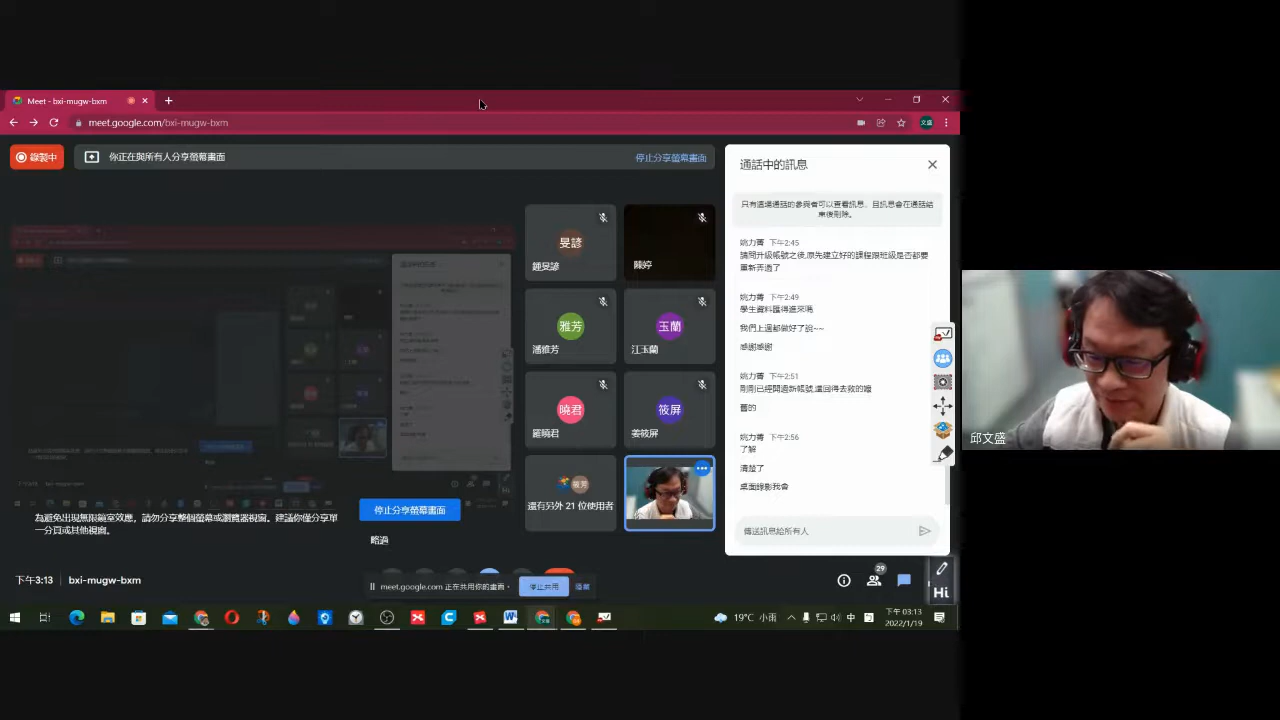 Meet - bxi-mugw-bxm
meet.google.com/bxi-mugw-bxm
文盛
錄製中
你正在與所有人分享螢幕畫面
停止分享螢幕畫面
通話中的訊息
只有這場通話的參與者可以查看訊息，且訊息會在通話結
束後刪除。
姚力菁 下午2:45
請問升級帳號之後,原先建立好的課程跟班級是否都要
重新弄過了
姚力菁 下午2:49
學生資料匯得進來嗎
我們上週都做好了說~~
感謝感謝
姚力菁 下午2:51
剛剛已經開過新帳號,還回得去救的嚕
舊的
姚力菁 下午2:56
了解
清楚了
桌面錄影我會
傳送訊息給所有人
旻諺
鍾旻諺
陳婷
雅芳
潘雅芳
玉蘭
江玉蘭
曉君
羅曉君
筱屏
姜筱屏
還有另外 21 位使用者
為避免出現無限鏡室效應，請勿分享整個螢幕或瀏覽器視窗。建議你僅分享單
一分頁或其他視窗。
停止分享螢幕畫面
略過
下午3:13
bxi-mugw-bxm
meet.google.com 正在共用你的畫面。
停止共用
隱藏
29
Hi
19°C 小雨
中
下午 03:13
2022/1/19
邱文盛